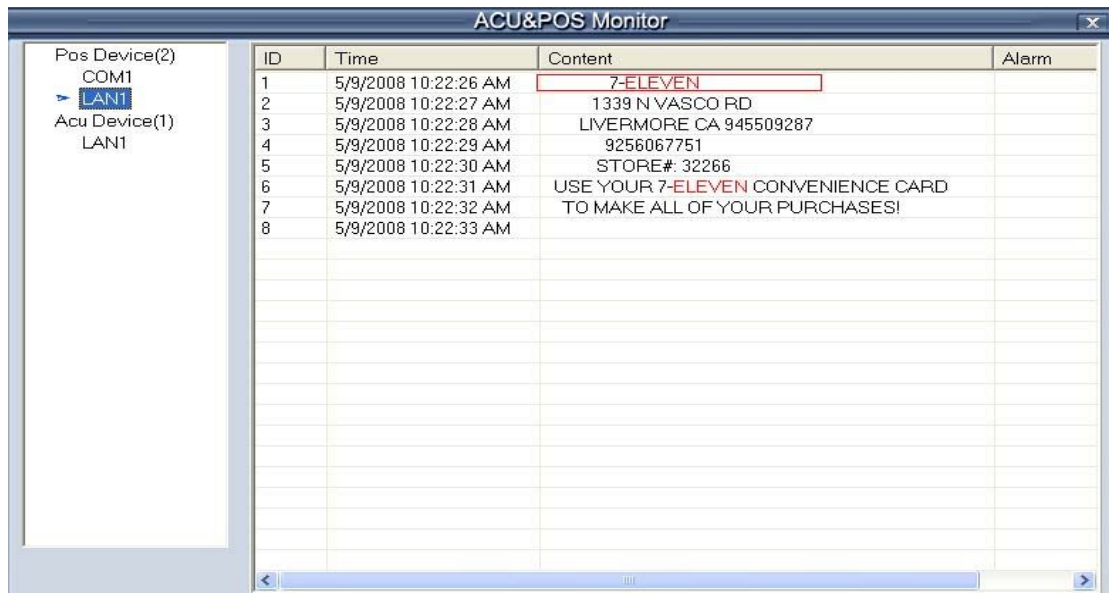 ACU&POS Monitor
Pos Device(2)
COM1
LAN1
Acu Device(1)
LAN1
ID Time Content Alarm
1 5/9/2008 10:22:26 AM 7-ELEVEN
2 5/9/2008 10:22:27 AM 1339 N VASCO RD
3 5/9/2008 10:22:28 AM LIVERMORE CA 945509287
4 5/9/2008 10:22:29 AM 9256067751
5 5/9/2008 10:22:30 AM STORE#: 32266
6 5/9/2008 10:22:31 AM USE YOUR 7-ELEVEN CONVENIENCE CARD
7 5/9/2008 10:22:32 AM TO MAKE ALL OF YOUR PURCHASES!
8 5/9/2008 10:22:33 AM